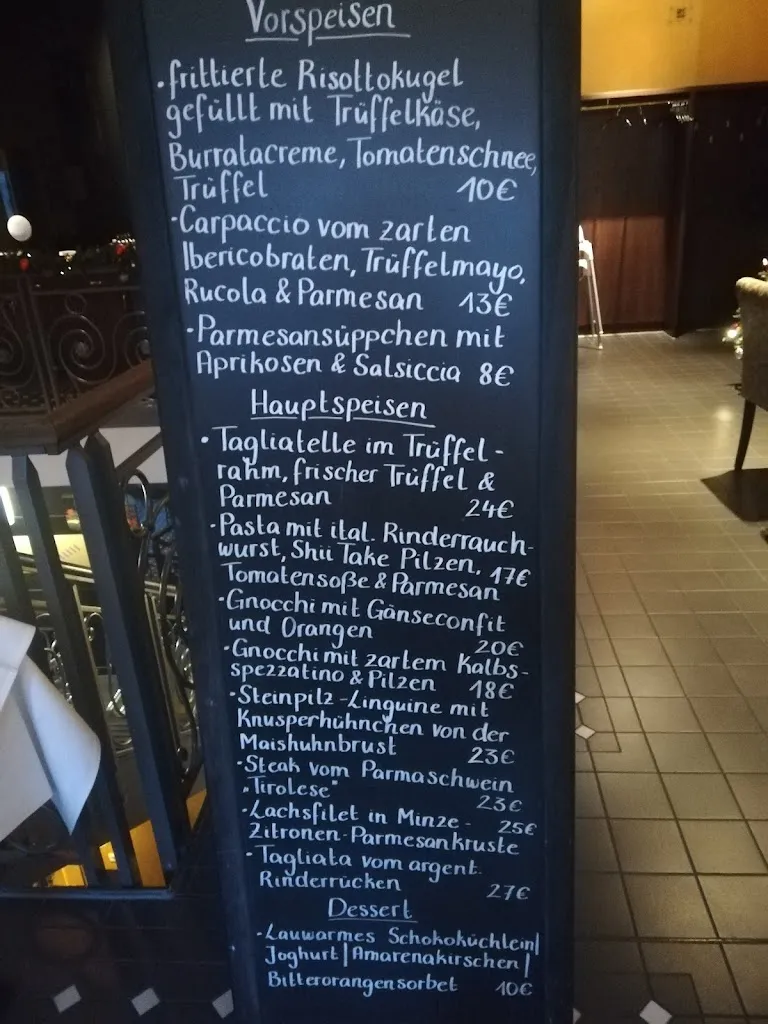 Vorspeisen
· frittierte Risottokugel
gefüllt mit Trüffelkäse,
Burratacreme, Tomatenschnee,
Trüffel 10€
· Carpaccio vom zarten
Ibericobraten, Trüffelmayo,
Rucola & Parmesan 13€
· Parmesansüppchen mit
Aprikosen & Salsiccia 8€
Hauptspeisen
· Tagliatelle im Trüffel-
rahm, frischer Trüffel &
Parmesan 24€
· Pasta mit ital. Rinderrauch-
wurst, Shii Take Pilzen, 17€
Tomatensoße & Parmesan
· Gnocchi mit Gänseconfit
und Orangen 20€
· Gnocchi mit zartem Kalbs-
spezzatino & Pilzen 18€
· Steinpilz-Linguine mit
Knusperhühnchen von der
Maishuhnbrust 23€
· Steak vom Parmaschwein
„Tirolese" 23€
· Lachsfilet in Minze- 25€
Zitronen-Parmesankruste
· Tagliata vom argent.
Rinderrücken 27€
Dessert
· Lauwarmes Schokoküchlein|
Joghurt|Amarenakirschen|
Bitterorangensorbet 10€